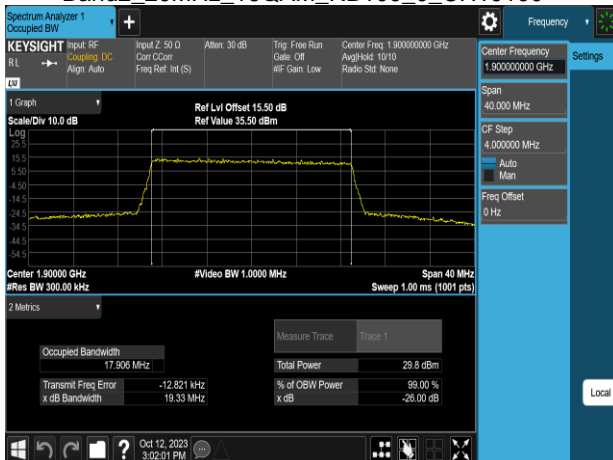 Spectrum Analyzer 1
Occupied BW
Frequency
KEYSIGHT
RL
Input: RF
Coupling: DC
Align: Auto
Input Z: 50 Ω
Corr CCorr
Freq Ref: Int (S)
Atten: 30 dB
Trig: Free Run
Gate: Off
#IF Gain: Low
Center Freq: 1.900000000 GHz
Avg|Hold: 10/10
Radio Std: None
LXI
1 Graph
Scale/Div 10.0 dB
Ref Lvl Offset 15.50 dB
Ref Value 35.50 dBm
Log
25.5
15.5
5.50
-4.50
-14.5
-24.5
-34.5
-44.5
-54.5
Center 1.90000 GHz
#Res BW 300.00 kHz
#Video BW 1.0000 MHz
Span 40 MHz
Sweep 1.00 ms (1001 pts)
2 Metrics
Measure Trace
Trace 1
Occupied Bandwidth
17.906 MHz
Total Power
29.8 dBm
Transmit Freq Error
-12.821 kHz
% of OBW Power
99.00 %
x dB Bandwidth
19.33 MHz
x dB
-26.00 dB
Center Frequency
1.900000000 GHz
Settings
Span
40.000 MHz
CF Step
4.000000 MHz
Auto
Man
Freq Offset
0 Hz
Local
?
Oct 12, 2023
3:02:01 PM